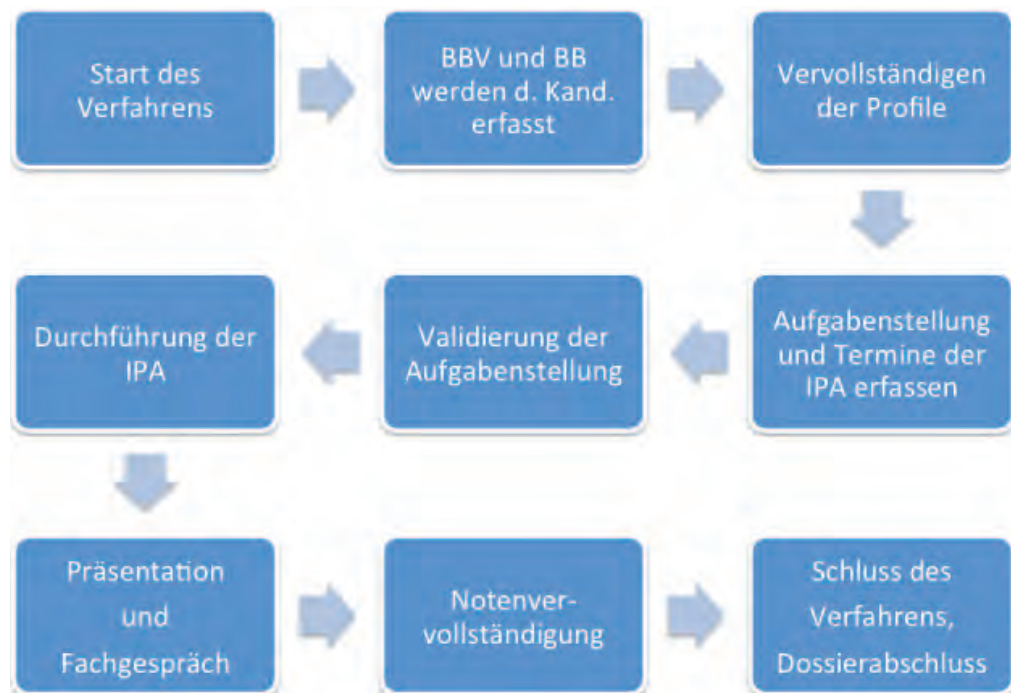 Start des
Verfahrens
BBV und BB
werden d. Kand.
erfasst
Vervollständigen
der Profile
Aufgabenstellung
und Termine der
IPA erfassen
Validierung der
Aufgabenstellung
Durchführung der
IPA
Präsentation
und
Fachgespräch
Notenver-
vollständigung
Schluss des
Verfahrens,
Dossierabschluss